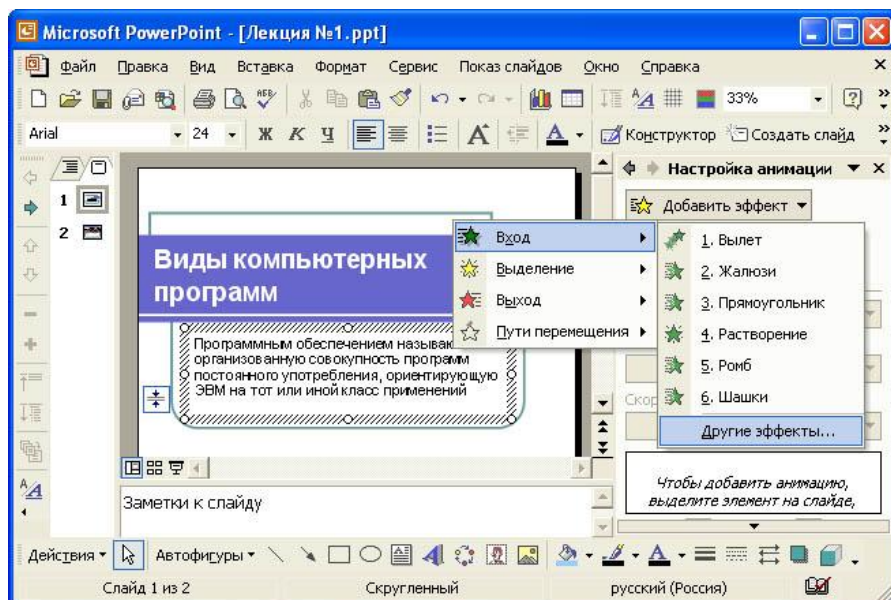 Microsoft PowerPoint - [Лекция №1.ppt]
Файл Правка Вид Вставка Формат Сервис Показ слайдов Окно Справка
33%
Arial 24 Ж К Ч Конструктор Создать слайд
Настройка анимации
Добавить эффект
1
2
Виды компьютерных
программ
Программным обеспечением называю
организованную совокупность программ
постоянного употребления, ориентирующую
ЭВМ на тот или иной класс применений
Вход
Выделение
Выход
Пути перемещения
1. Вылет
2. Жалюзи
3. Прямоугольник
4. Растворение
5. Ромб
6. Шашки
Другие эффекты...
Скор
Чтобы добавить анимацию,
выделите элемент на слайде,
Заметки к слайду
Действия Автофигуры
Слайд 1 из 2 Скругленный русский (Россия)